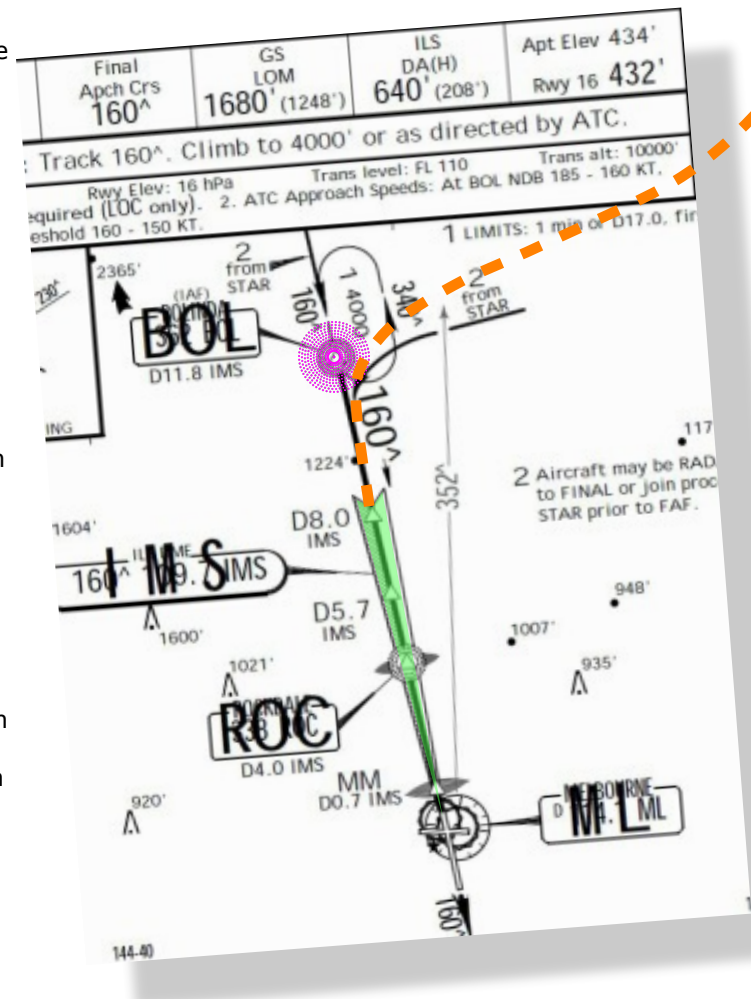 e
Final
Apch Crs
160^
GS
LOM
1680' (1248')
ILS
DA(H)
640' (208')
Apt Elev 434'
Rwy 16 432'
: Track 160^. Climb to 4000' or as directed by ATC.
Rwy Elev: 16 hPa
Trans level: FL 110
Trans alt: 10000'
equired (LOC only). 2. ATC Approach Speeds: At BOL NDB 185 - 160 KT,
eshold 160 - 150 KT.
1 LIMITS: 1 min or D17.0, fir
230^
2365'
2
from
STAR
160^
1 4000
340^
2
from
STAR
(IAF)
BOL
D11.8 IMS
ING
160^
n
1224'
352^
117
2 Aircraft may be RAD
to FINAL or join proc
STAR prior to FAF.
D8.0
IMS
1604'
IMS
160^
IMS
D5.7
IMS
948'
1600'
1007'
1021'
935'
n
ROC
D4.0 IMS
MM
D0.7 IMS
920'
MELBOURNE
D
ML
ML
160^
144-40
1